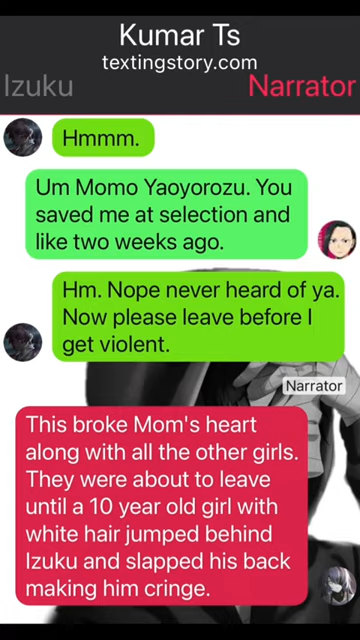 Kumar Ts
textingstory.com
Izuku
Narrator
Hmmm.
Um Momo Yaoyorozu. You
saved me at selection and
like two weeks ago.
Hm. Nope never heard of ya.
Now please leave before I
get violent.
Narrator
This broke Mom's heart
along with all the other girls.
They were about to leave
until a 10 year old girl with
white hair jumped behind
Izuku and slapped his back
making him cringe.